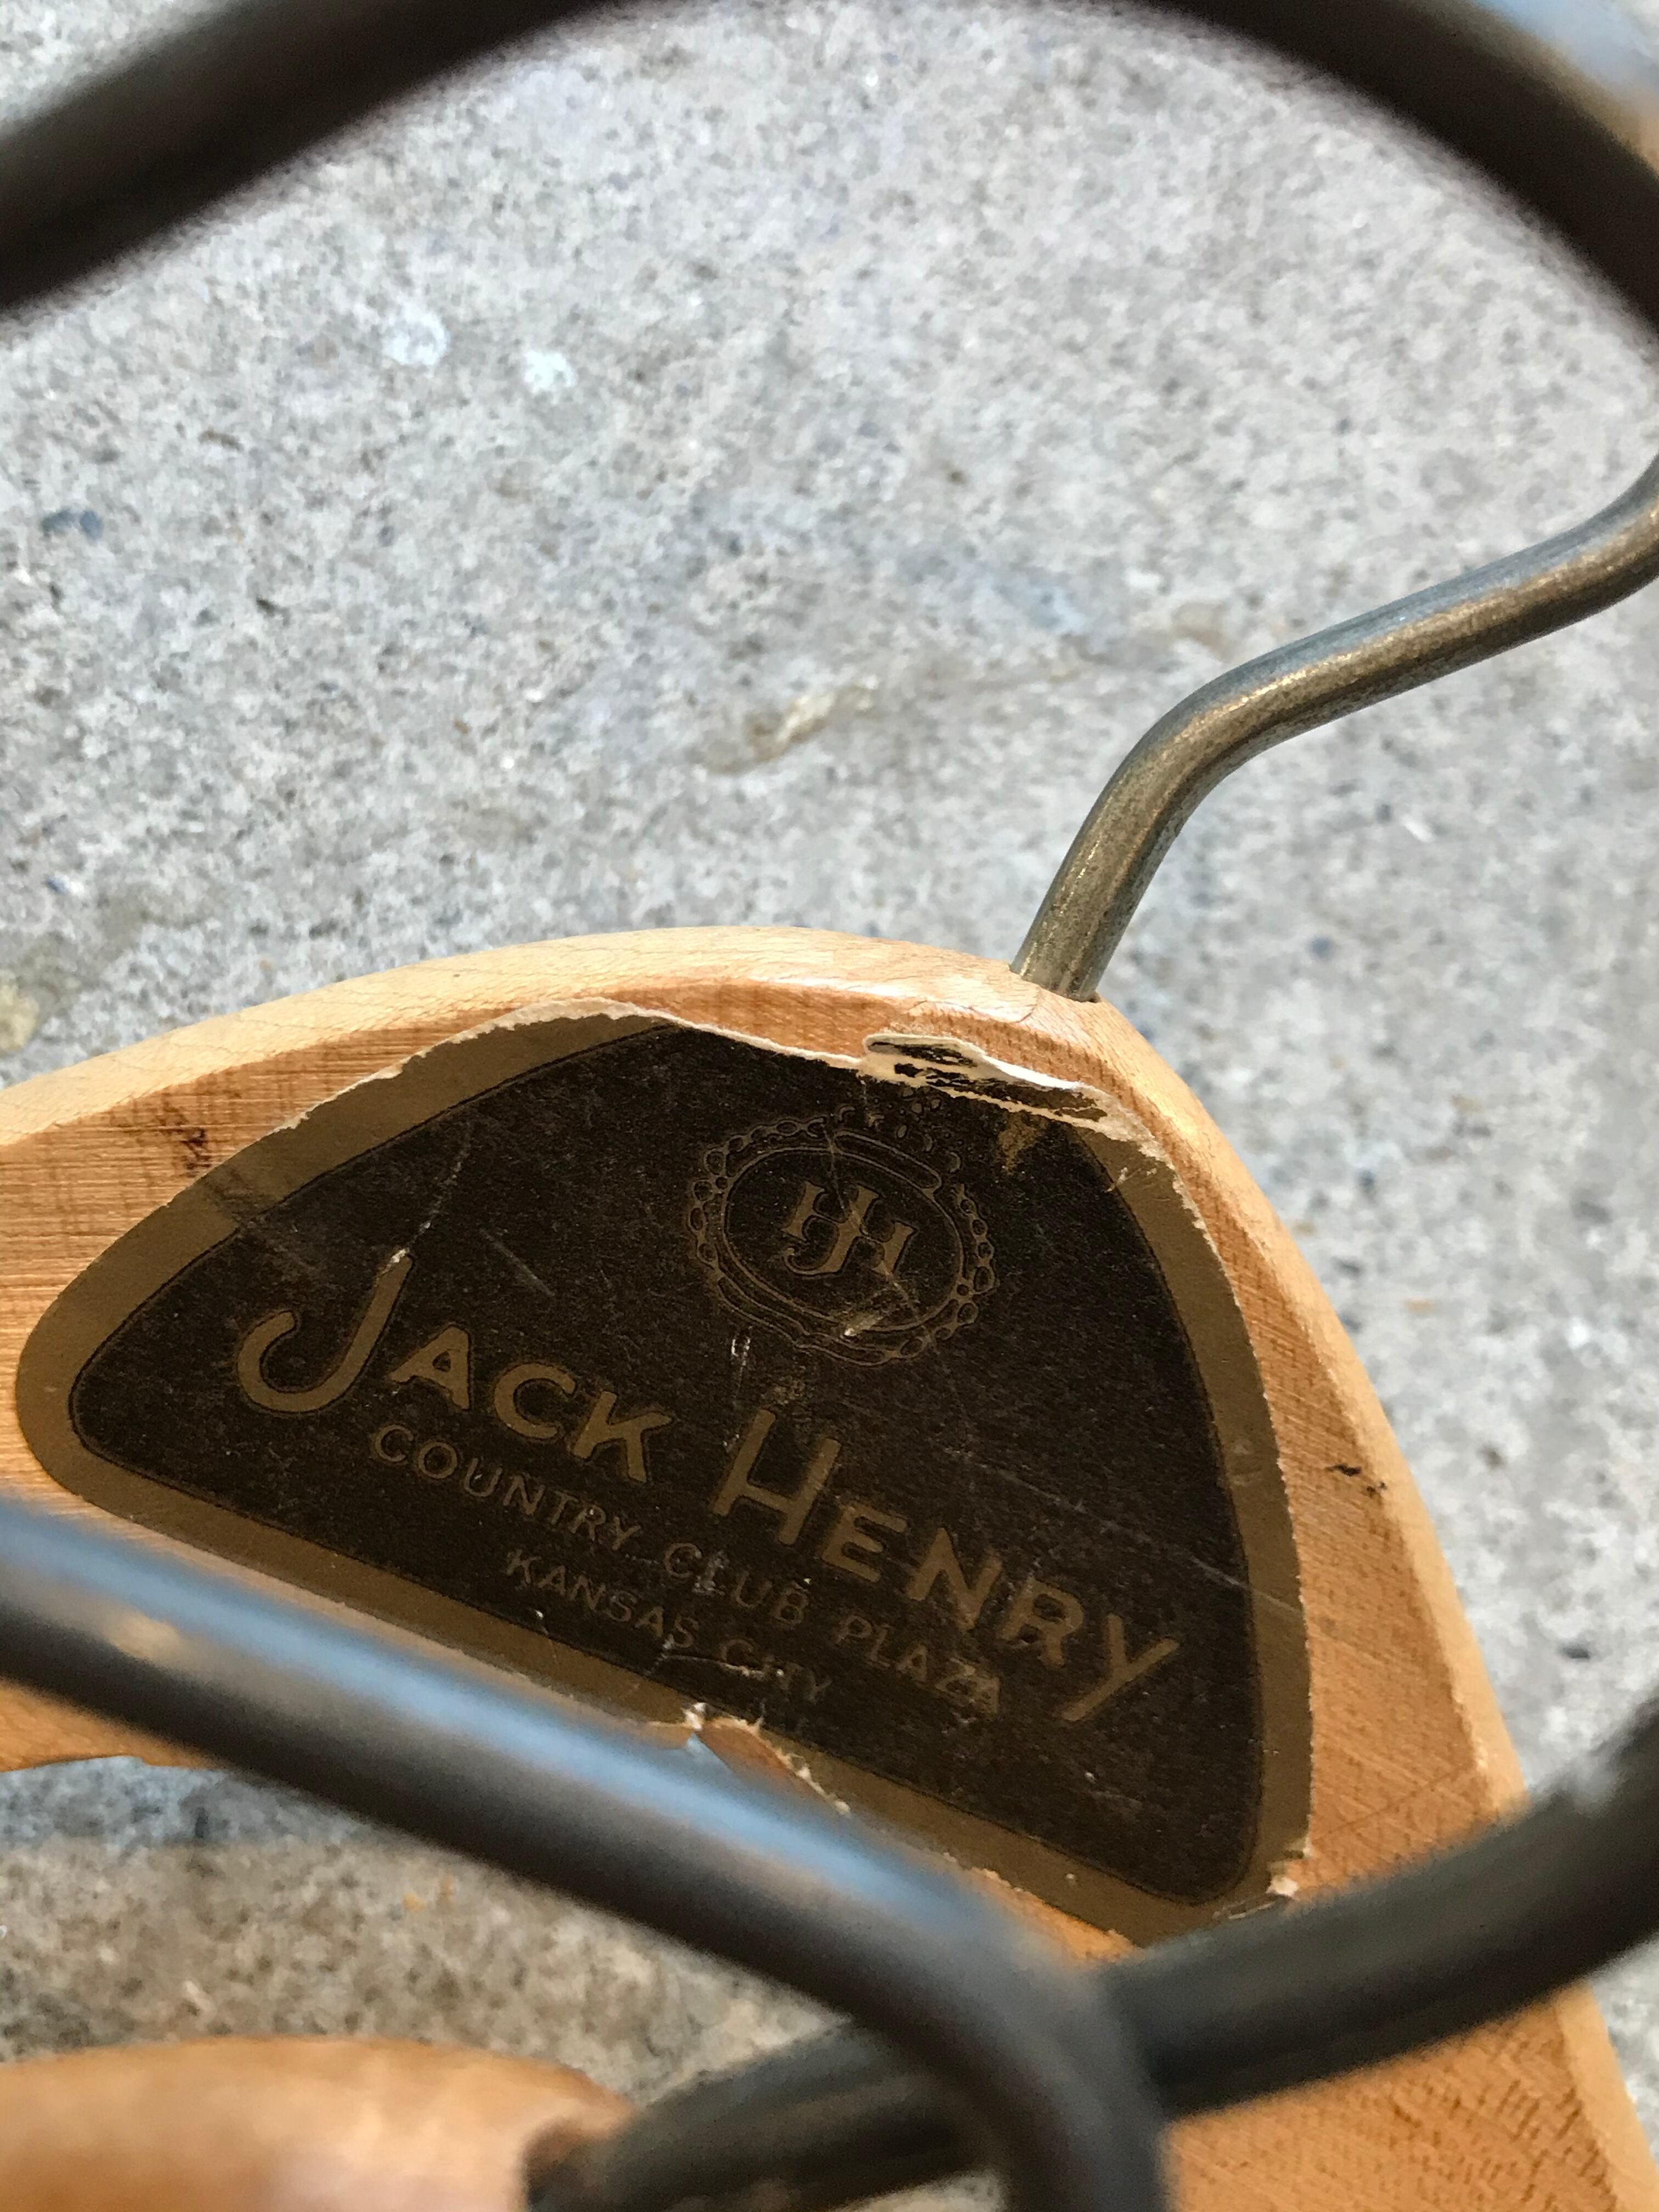 JH
JACK HENRY
COUNTRY CLUB PLAZA
KANSAS CITY